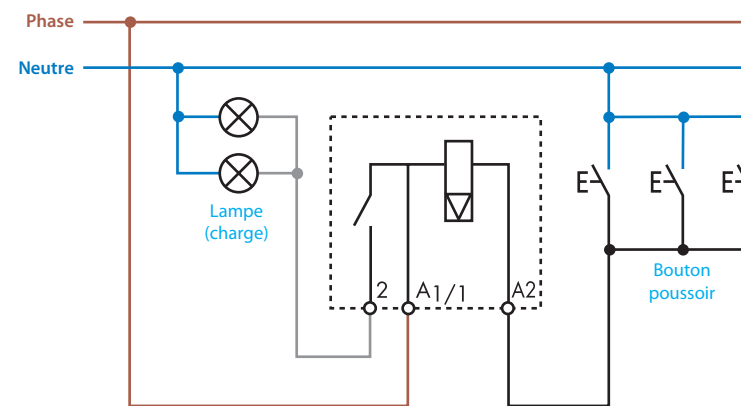 Phase
Neutre
Lampe
(charge)
2
A1/1
A2
E
E
E
Bouton
poussoir